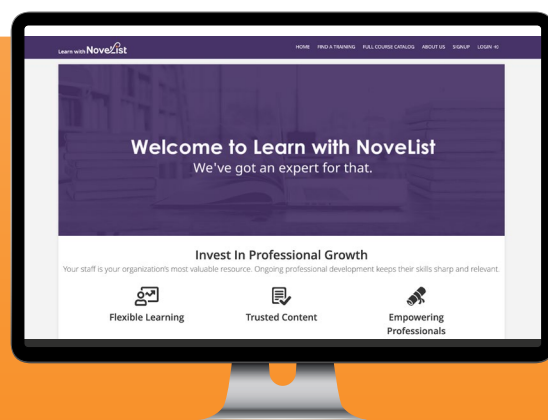 Learn with NoveList
HOME FIND A TRAINING FULL COURSE CATALOG ABOUT US SIGNUP LOGIN
Welcome to Learn with NoveList
We've got an expert for that.
Invest In Professional Growth
Your staff is your organization's most valuable resource. Ongoing professional development keeps their skills sharp and relevant.
Flexible Learning
Trusted Content
Empowering
Professionals